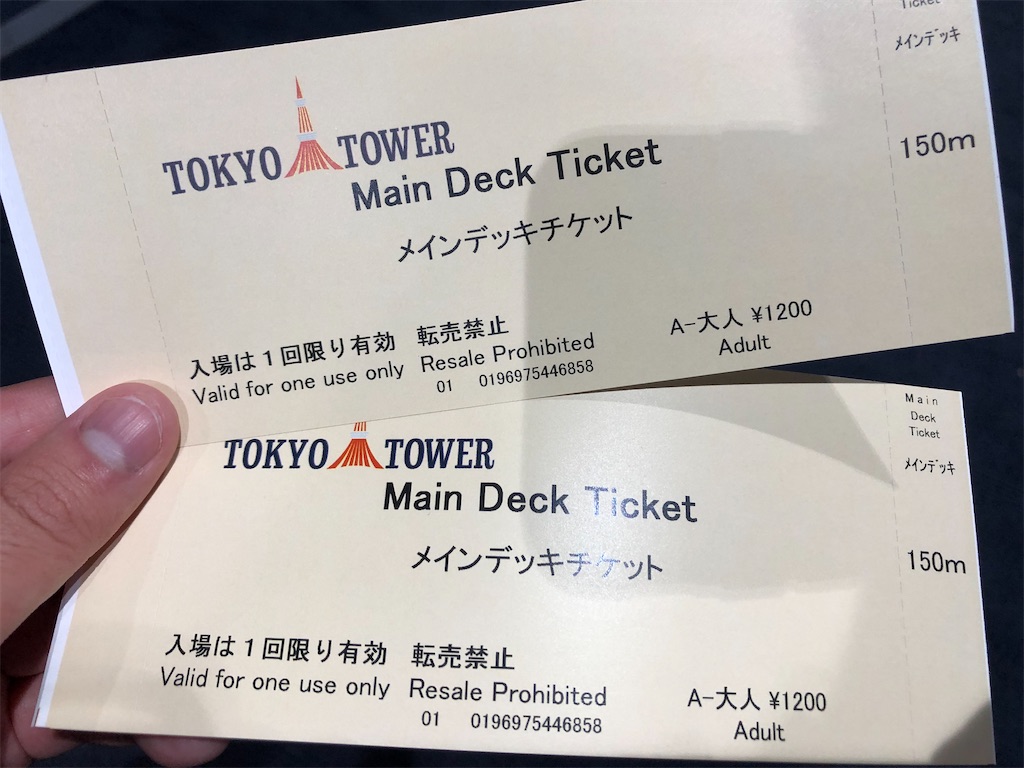 Ticket
メインデッキ
150m
TOKYO TOWER
Main Deck Ticket
メインデッキチケット
入場は1回限り有効 転売禁止
Valid for one use only Resale Prohibited
01 0196975446858
A-大人 ¥1200
Adult
Main
Deck
Ticket
メインデッキ
150m
TOKYO TOWER
Main Deck Ticket
メインデッキチケット
入場は1回限り有効 転売禁止
Valid for one use only Resale Prohibited
01 0196975446858
A-大人 ¥1200
Adult